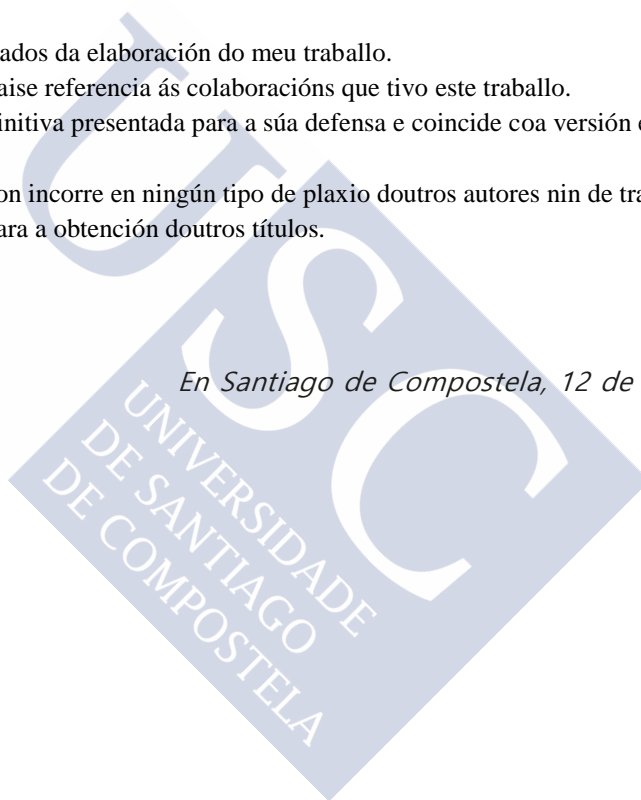 ados da elaboración do meu traballo.
aise referencia ás colaboracións que tivo este traballo.
initiva presentada para a súa defensa e coincide coa versión
on incorre en ningún tipo de plaxio doutros autores nin de tra
ara a obtención doutros títulos.
En Santiago de Compostela, 12 de
USC
UNIVERSIDADE
DE SANTIAGO
DE COMPOSTELA